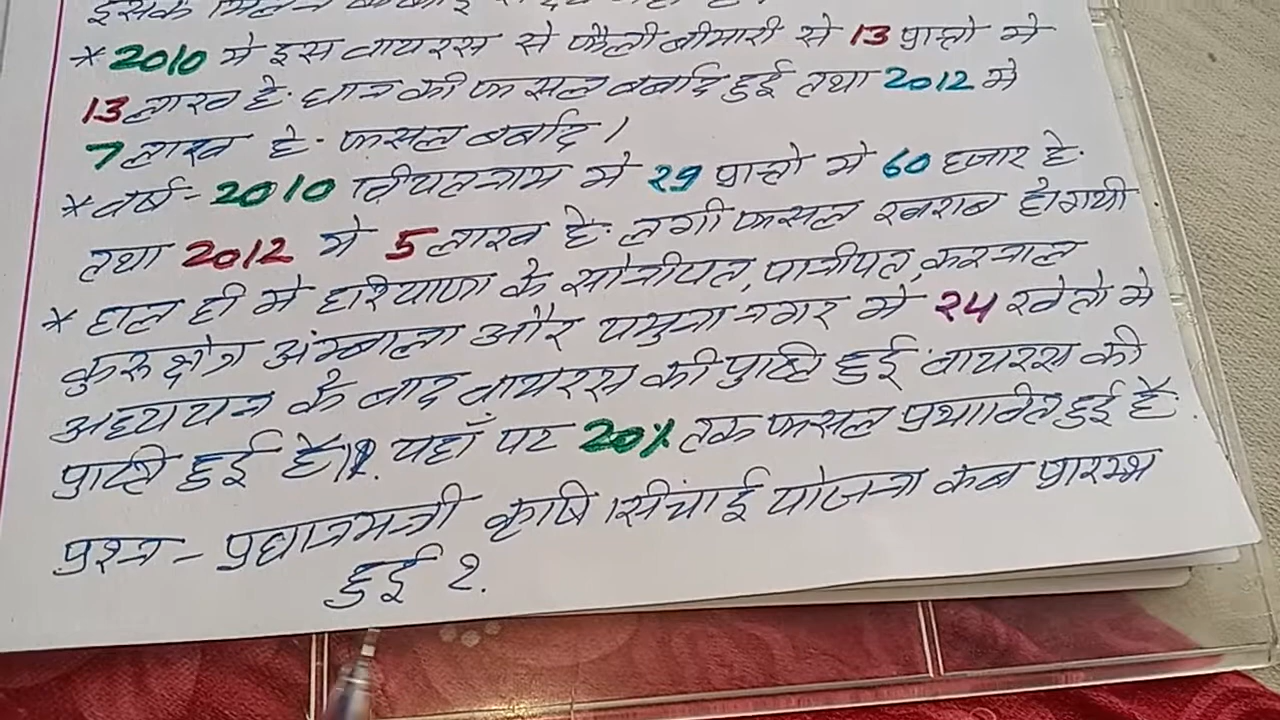 * 2010 मे इस वायरस से फैली बीमारी से 13 प्रान्तो मे
13 लाख हे. धान की फसल बर्बाद हुई तथा 2012 मे
7 लाख हे. फसल बर्बाद।
* वर्ष - 2010 वियतनाम मे 29 प्रान्तो मे 60 हजार हे.
तथा 2012 मे 5 लाख हे. लगी फसल खराब हो गयी
* हाल ही मे हरियाणा के सोनीपत, पानीपत, करनाल
कुरुक्षेत्र अंम्बाला और यमुना नगर मे 24 खेतो मे
अध्ययन के बाद वायरस की पुष्टि हुई वायरस की
पुष्टि हुई है। यहाँ पर 20% तक फसल प्रभावित हुई है.
प्रश्न - प्रधानमन्त्री कृषि सिंचाई योजना कब प्रारम्भ
हुई ?.